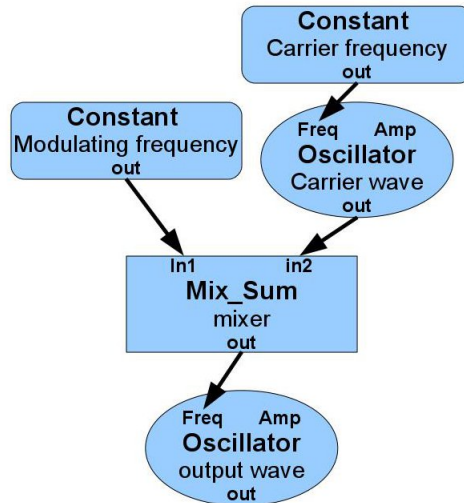 Constant
Carrier frequency
out
Constant
Modulating frequency
out
Freq Amp
Oscillator
Carrier wave
out
In1 in2
Mix_Sum
mixer
out
Freq Amp
Oscillator
output wave
out